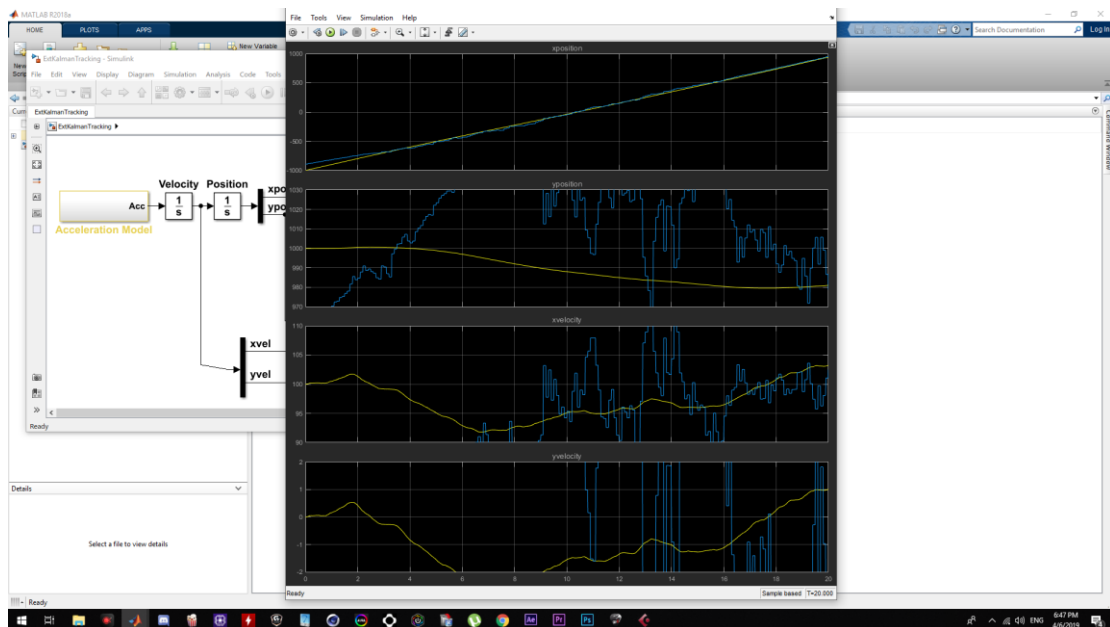 MATLAB R2018a
HOME PLOTS APPS
New Variable
Search Documentation
Log In
New
ExtKalmanTracking - Simulink
File Edit View Display Diagram Simulation Analysis Code Tools
ExtKalmanTracking
ExtKalmanTracking
Velocity Position
Acc
1
s
1
s
Acceleration Model
xvel
yvel
Ready
Details
Select a file to view details
Ready
File Tools View Simulation Help
xposition
1000
500
0
-500
-1000
yposition
1030
1020
1010
1000
990
980
970
xvelocity
110
105
100
95
90
yvelocity
2
1
0
-1
-2
0 2 4 6 8 10 12 14 16 18 20
Ready
Sample based T=20.000
Command Window
ENG
6:47 PM
4/6/2019